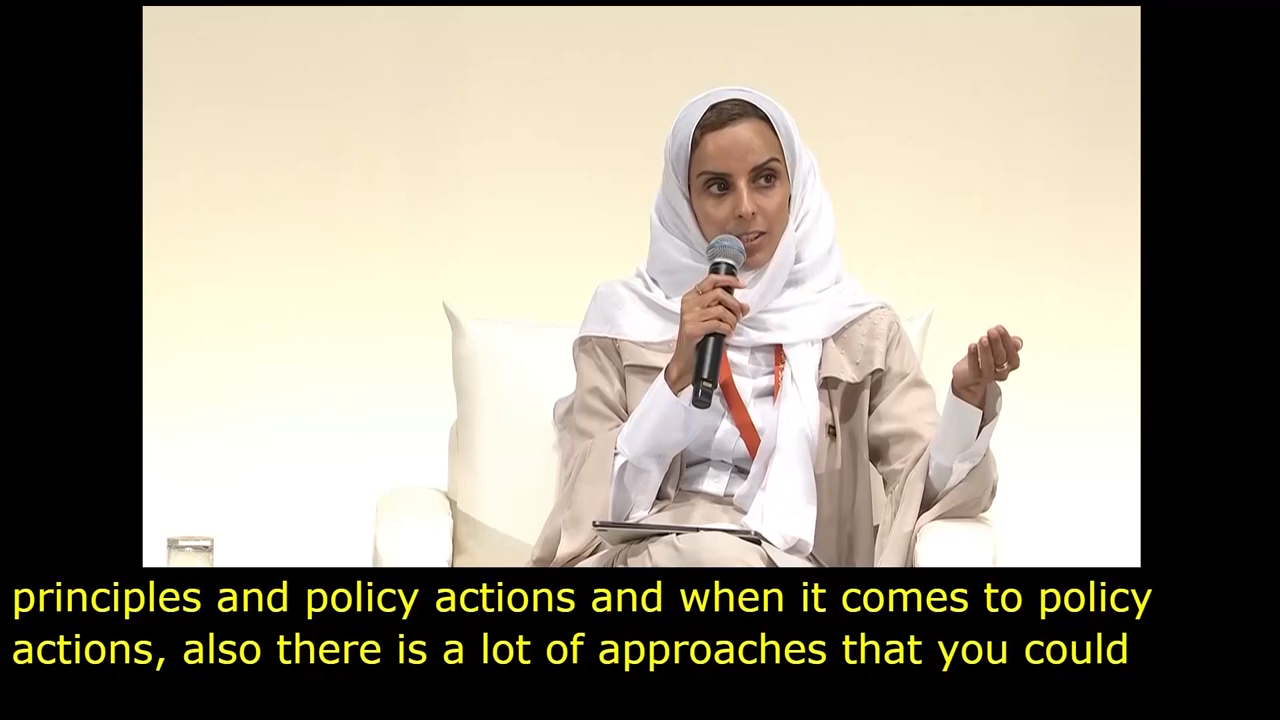 principles and policy actions and when it comes to policy
actions, also there is a lot of approaches that you could